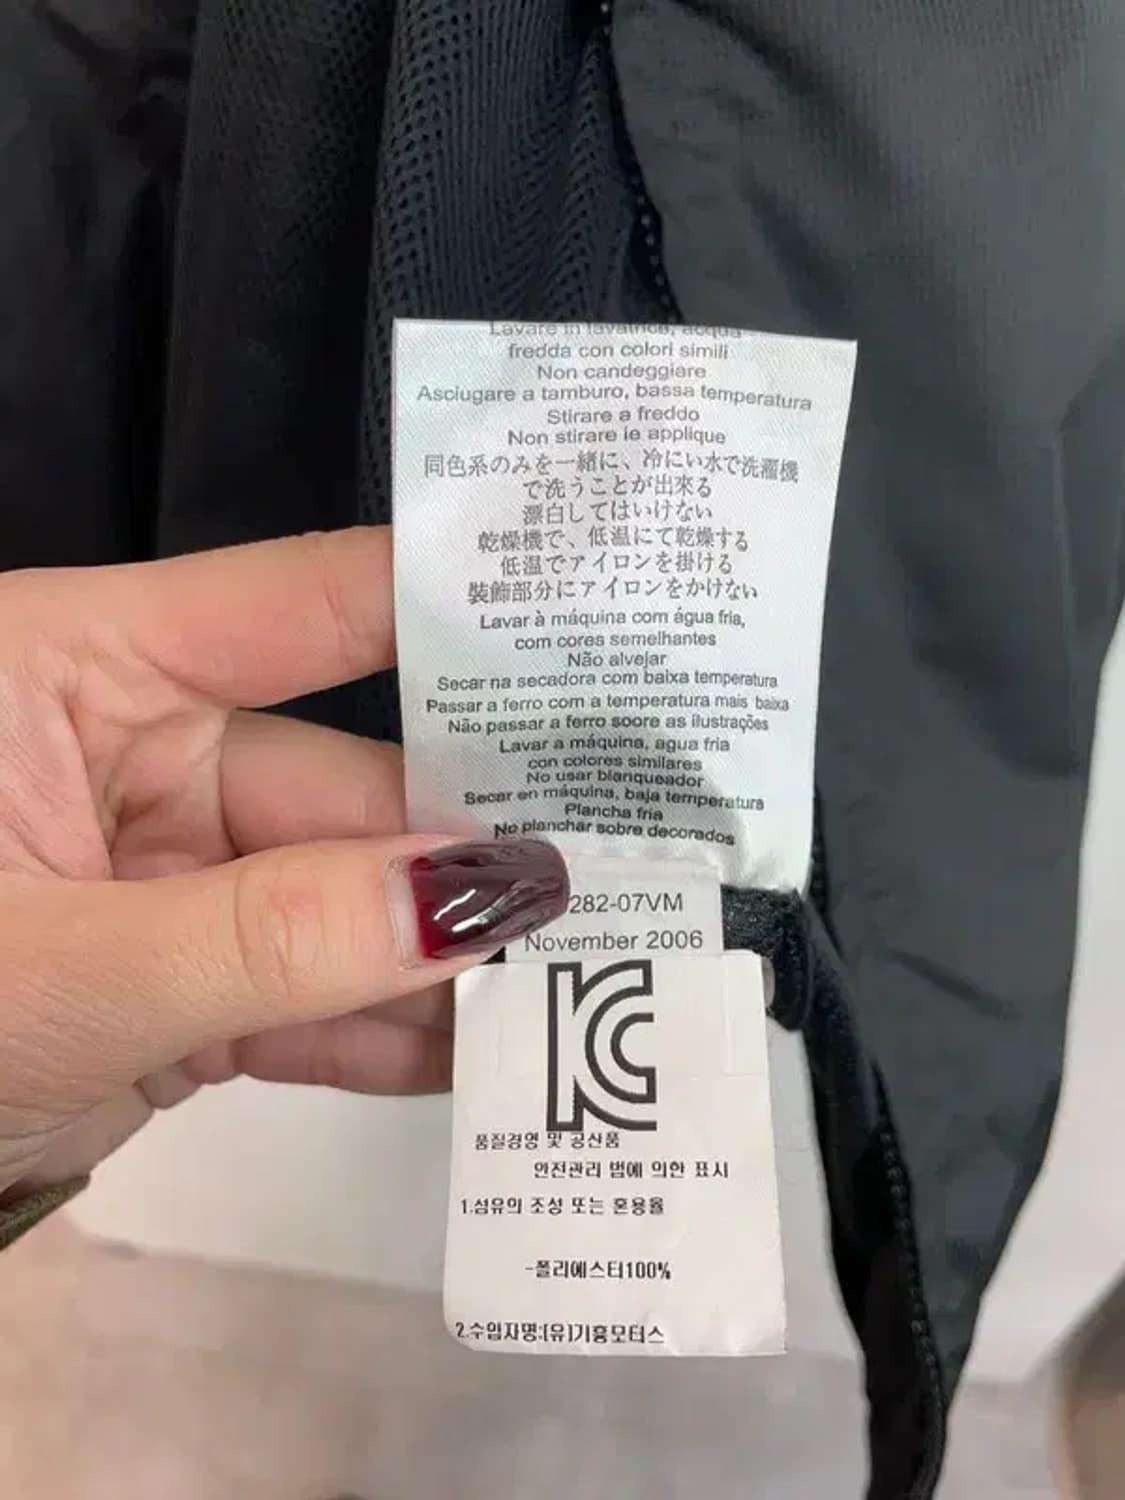 Lavare in lavatrice, acqua
fredda con colori simili
Non candeggiare
Asciugare a tamburo, bassa temperatura
Stirare a freddo
Non stirare le applique
同色系のみを一緒に、冷にい水で洗濯機
で洗うことが出來る
漂白してはいけない
乾燥機で、低温にて乾燥する
低温でアイロンを掛ける
裝飾部分にアイロンをかけない
Lavar à máquina com água fria,
com cores semelhantes
Não alvejar
Secar na secadora com baixa temperatura
Passar a ferro com a temperatura mais baixa
Não passar a ferro soore as ilustrações
Lavar a máquina, agua fria
con colores similares
No usar blanqueador
Secar en máquina, baja temperatura
Plancha fria
No planchar sobre decorados
282-07VM
November 2006
KC
품질경영 및 공산품
안전관리 법에 의한 표시
1.섬유의 조성 또는 혼용율
-폴리에스터100%
2.수입자명:[유]기흥모터스